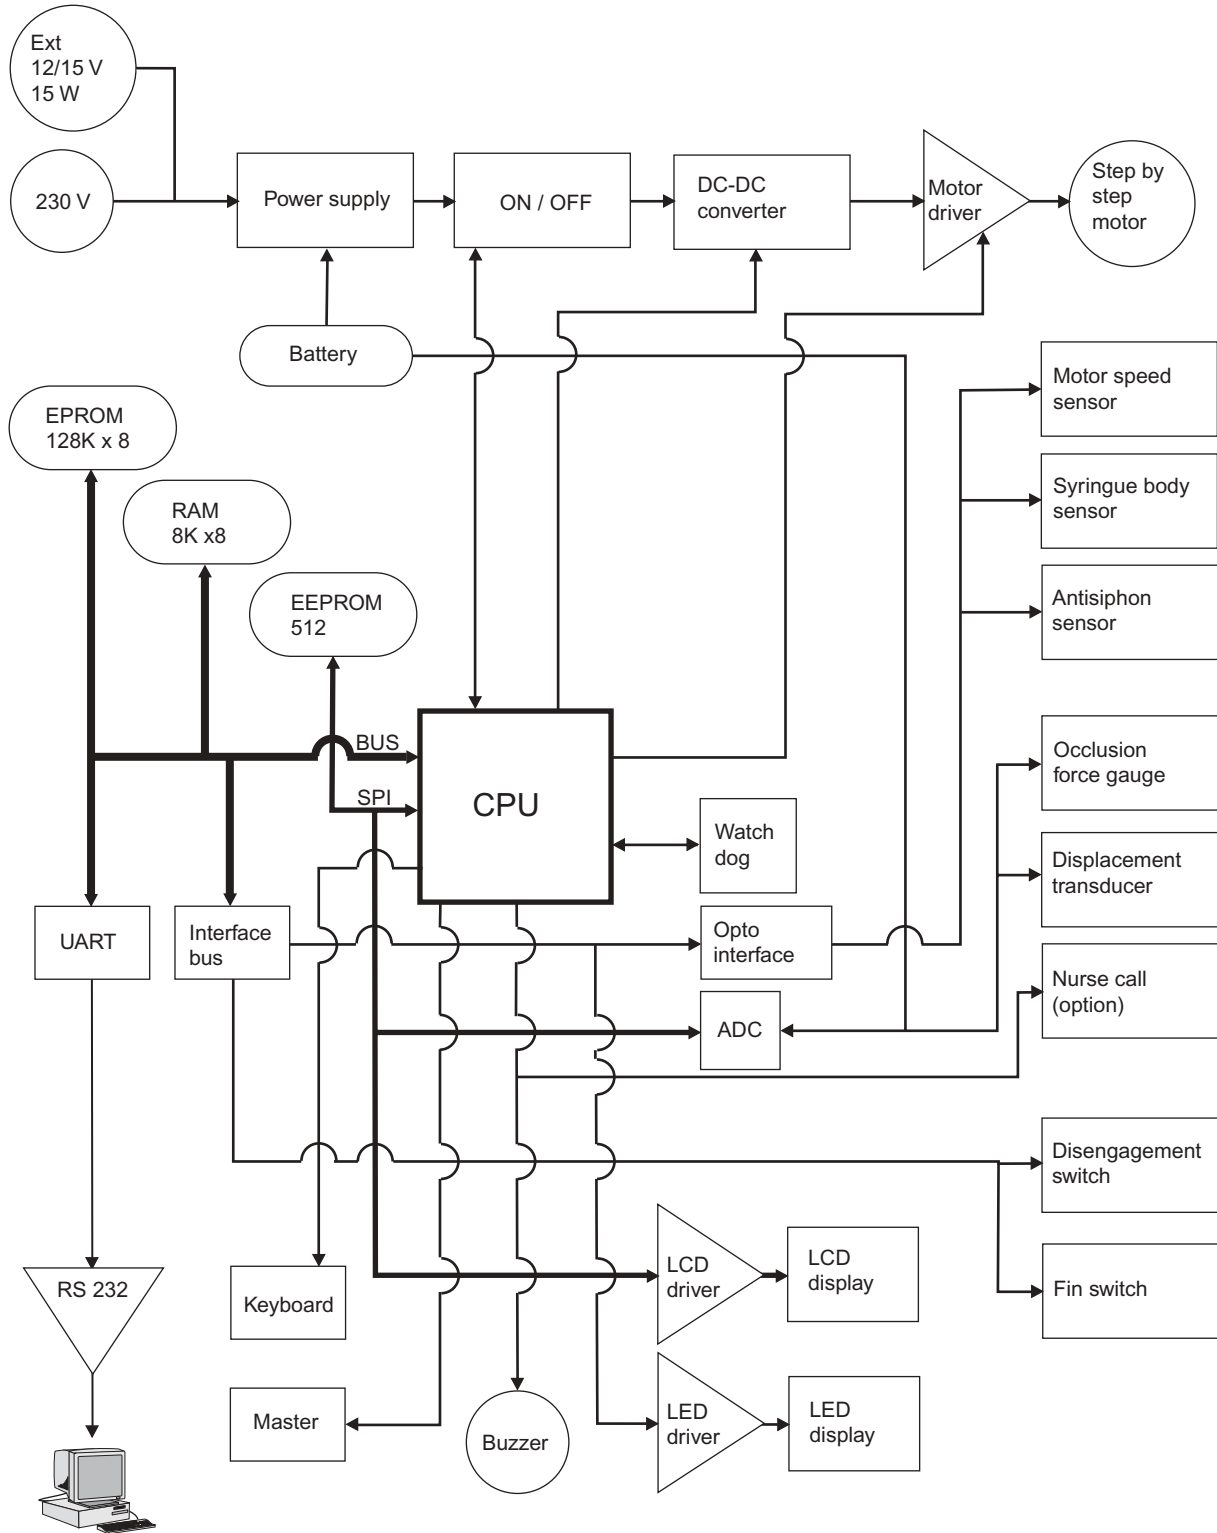 Ext
12/15 V
15 W
230 V
Power supply
ON / OFF
DC-DC
converter
Motor
driver
Step by
step
motor
Battery
Motor speed
sensor
EPROM
128K x 8
Syringue body
sensor
RAM
8K x8
Antisiphon
sensor
EEPROM
512
BUS
SPI
CPU
Occlusion
force gauge
Watch
dog
Displacement
transducer
UART
Interface
bus
Opto
interface
Nurse call
(option)
ADC
Disengagement
switch
RS 232
Keyboard
LCD
driver
LCD
display
Fin switch
Master
Buzzer
LED
driver
LED
display